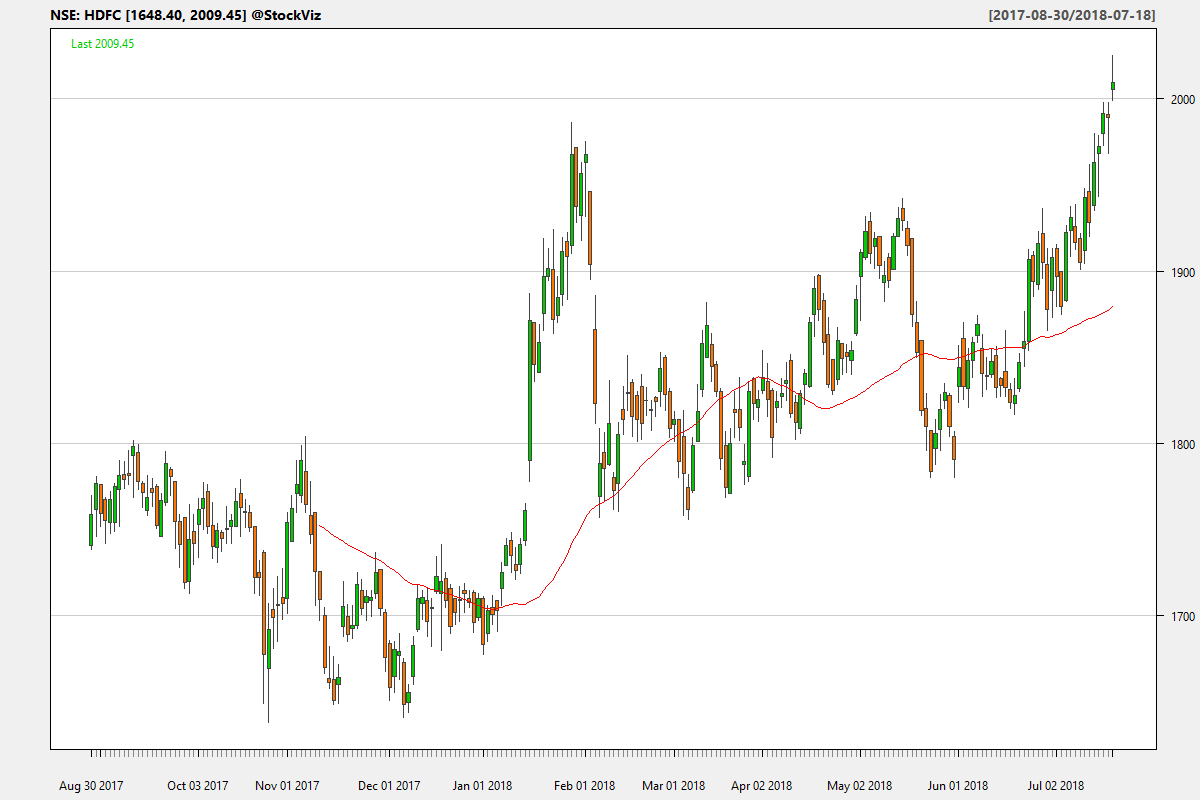 NSE: HDFC [1648.40, 2009.45] @StockViz [2017-08-30/2018-07-18]
Last 2009.45
2000
1900
1800
1700
Aug 30 2017 Oct 03 2017 Nov 01 2017 Dec 01 2017 Jan 01 2018 Feb 01 2018 Mar 01 2018 Apr 02 2018 May 02 2018 Jun 01 2018 Jul 02 2018